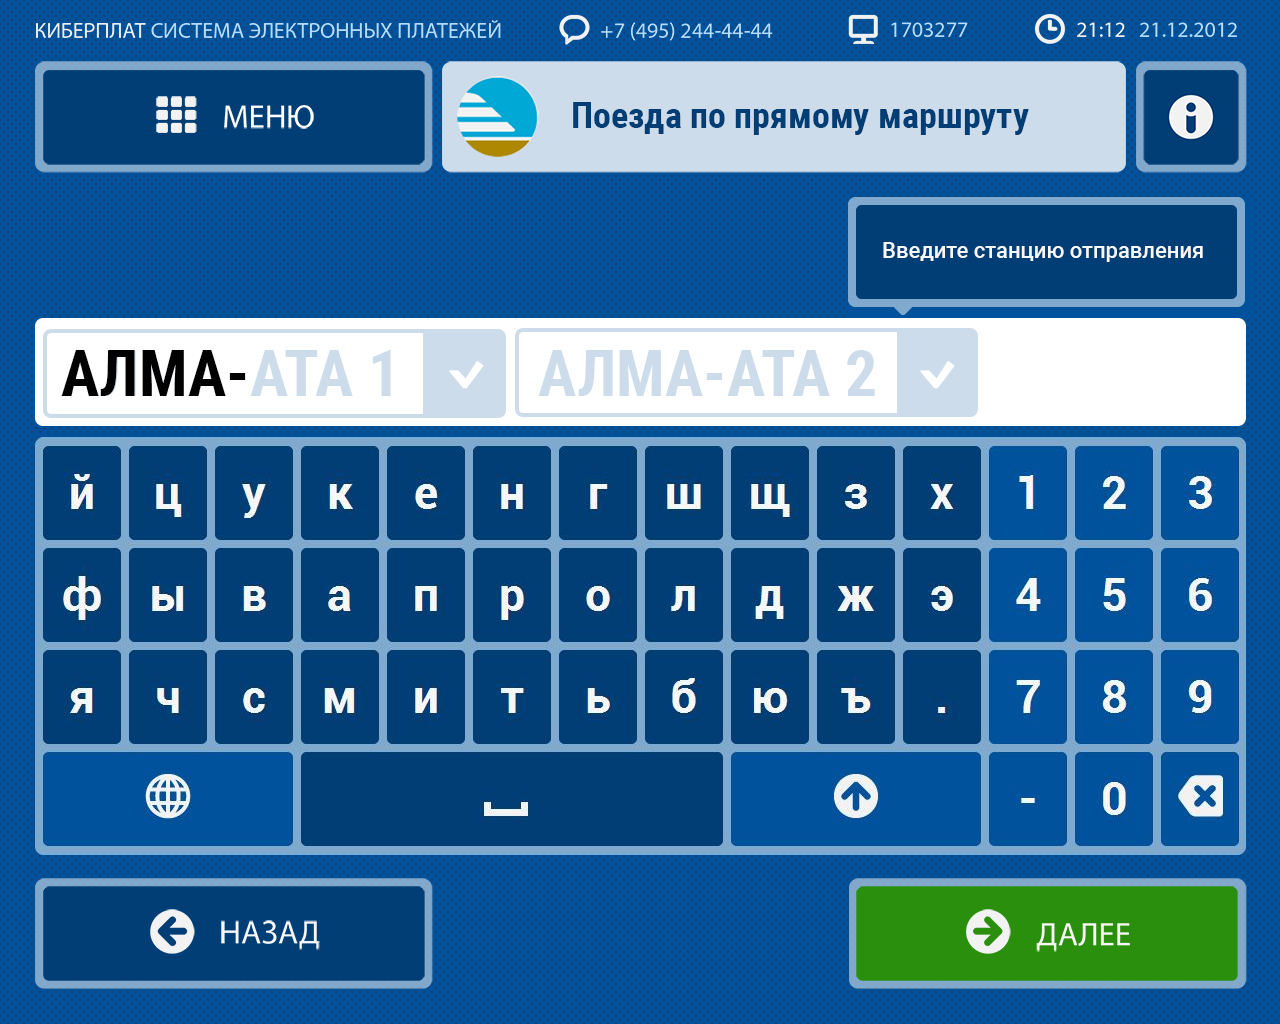 КИБЕРПЛАТ СИСТЕМА ЭЛЕКТРОННЫХ ПЛАТЕЖЕЙ +7 (495) 244-44-44 1703277 21:12 21.12.2012
МЕНЮ Поезда по прямому маршруту
Введите станцию отправления
АЛМА-АТА 1 АЛМА-АТА 2
й ц у к е н г ш щ з х 1 2 3
ф ы в а п р о л д ж э 4 5 6
я ч с м и т ь б ю ъ . 7 8 9
- 0
НАЗАД ДАЛЕЕ